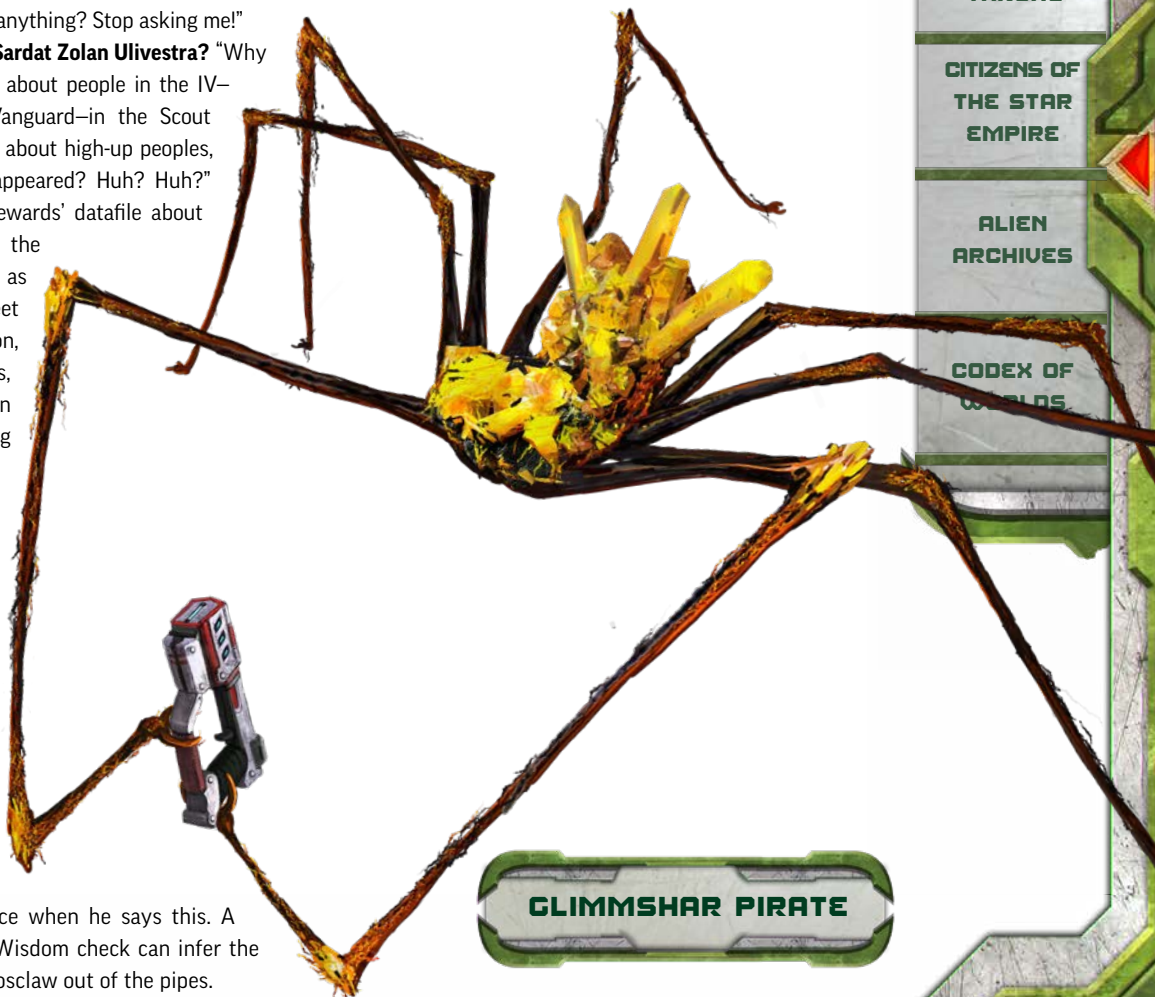 anything? Stop asking me!”
Sardat Zolan Ulivestra? “Why
about people in the IV—
Vanguard—in the Scout
about high-up peoples,
appeared? Huh? Huh?”
ewards’ datafile about
the
as
eet
on,
s,
n
g
ce when he says this. A
Wisdom check can infer the
osclaw out of the pipes.
GLIMMSHAR PIRATE
CITIZENS OF
THE STAR
EMPIRE
ALIEN
ARCHIVES
CODEX OF
WORLDS